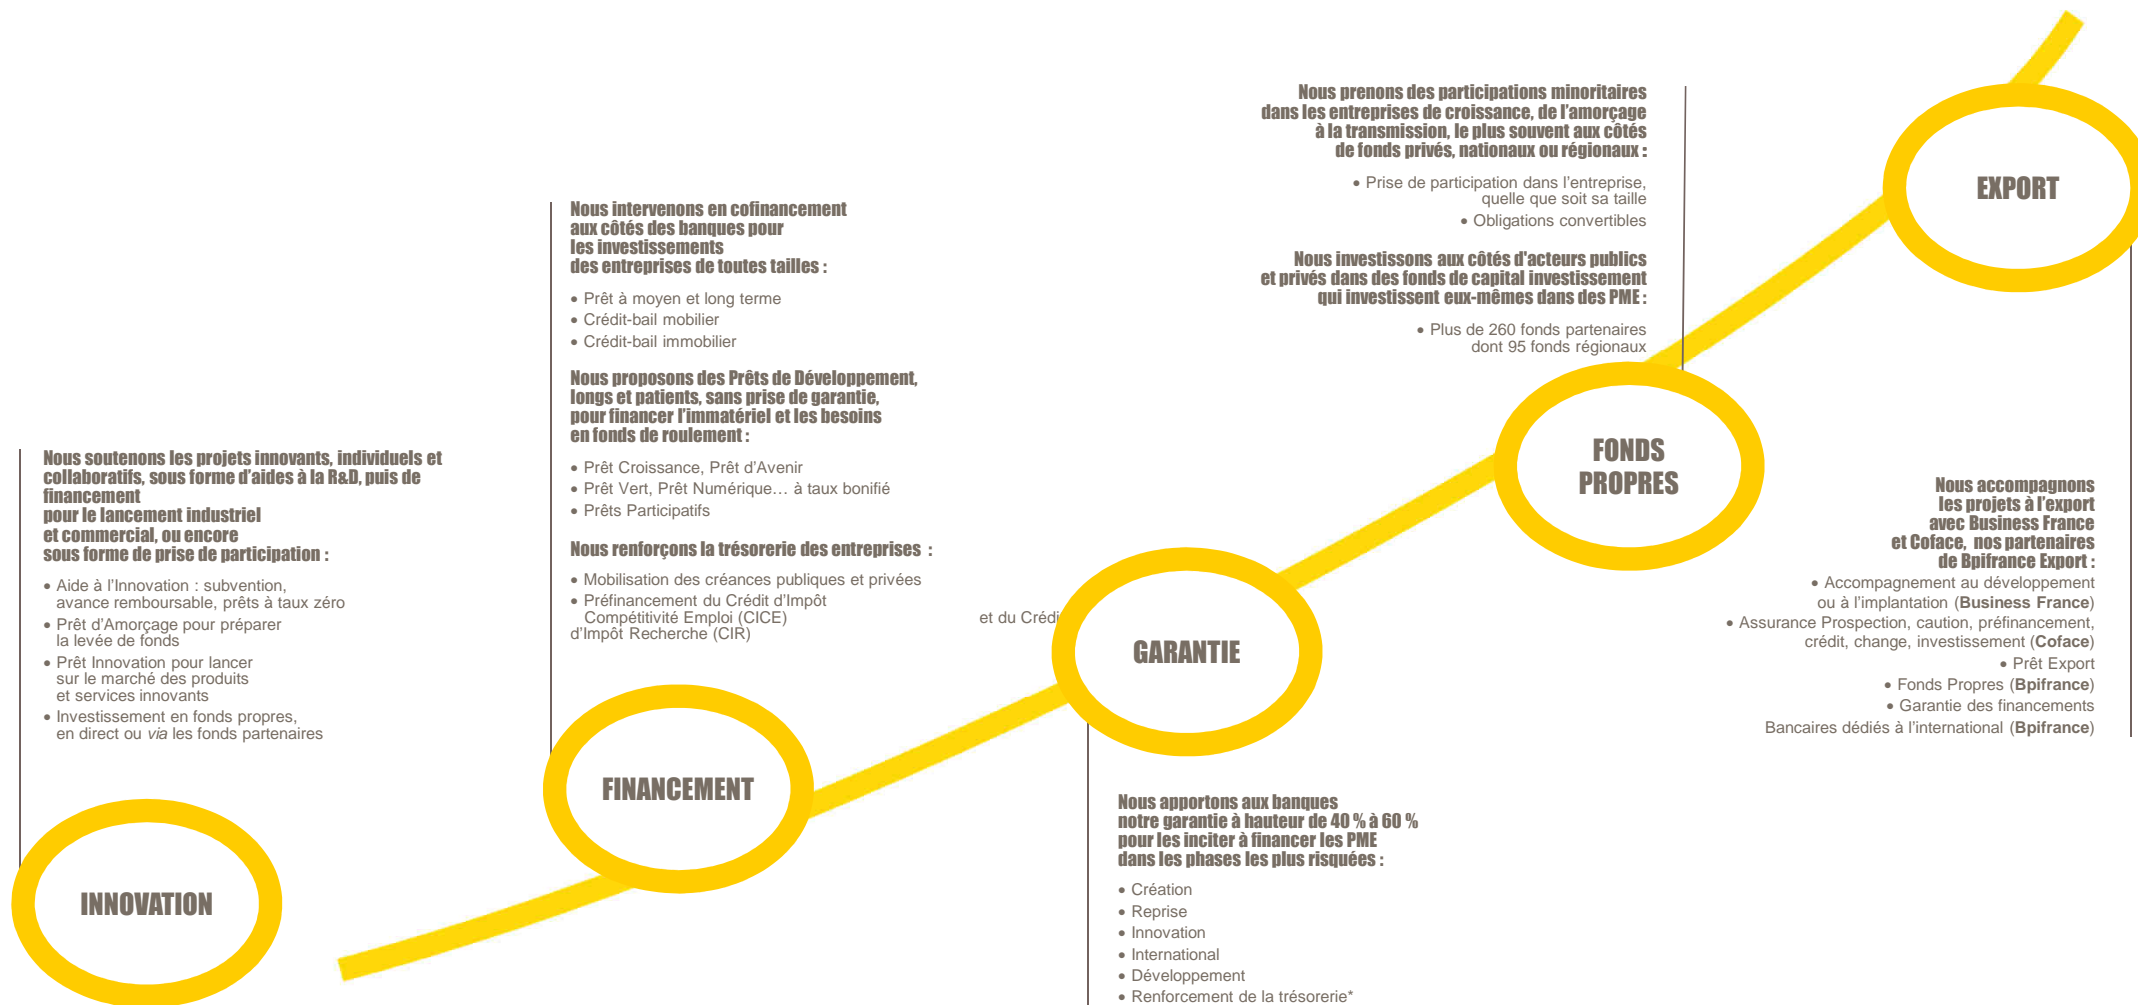 Nous soutenons les projets innovants, individuels et
collaboratifs, sous forme d'aides à la R&D, puis de
financement
pour le lancement industriel
et commercial, ou encore
sous forme de prise de participation :
• Aide à l'Innovation : subvention,
avance remboursable, prêts à taux zéro
• Prêt d'Amorçage pour préparer
la levée de fonds
• Prêt Innovation pour lancer
sur le marché des produits
et services innovants
• Investissement en fonds propres,
en direct ou via les fonds partenaires
INNOVATION
Nous intervenons en cofinancement
aux côtés des banques pour
les investissements
des entreprises de toutes tailles :
• Prêt à moyen et long terme
• Crédit-bail mobilier
• Crédit-bail immobilier
Nous proposons des Prêts de Développement,
longs et patients, sans prise de garantie,
pour financer l'immatériel et les besoins
en fonds de roulement :
• Prêt Croissance, Prêt d'Avenir
• Prêt Vert, Prêt Numérique… à taux bonifié
• Prêts Participatifs
Nous renforçons la trésorerie des entreprises :
• Mobilisation des créances publiques et privées
• Préfinancement du Crédit d'Impôt
Compétitivité Emploi (CICE) et du Crédi
d'Impôt Recherche (CIR)
FINANCEMENT
GARANTIE
Nous apportons aux banques
notre garantie à hauteur de 40 % à 60 %
pour les inciter à financer les PME
dans les phases les plus risquées :
• Création
• Reprise
• Innovation
• International
• Développement
• Renforcement de la trésorerie*
Nous prenons des participations minoritaires
dans les entreprises de croissance, de l'amorçage
à la transmission, le plus souvent aux côtés
de fonds privés, nationaux ou régionaux :
• Prise de participation dans l'entreprise,
quelle que soit sa taille
• Obligations convertibles
Nous investissons aux côtés d'acteurs publics
et privés dans des fonds de capital investissement
qui investissent eux-mêmes dans des PME :
• Plus de 260 fonds partenaires
dont 95 fonds régionaux
FONDS
PROPRES
EXPORT
Nous accompagnons
les projets à l'export
avec Business France
et Coface, nos partenaires
de Bpifrance Export :
• Accompagnement au développement
ou à l'implantation (Business France)
• Assurance Prospection, caution, préfinancement,
crédit, change, investissement (Coface)
• Prêt Export
• Fonds Propres (Bpifrance)
• Garantie des financements
Bancaires dédiés à l'international (Bpifrance)